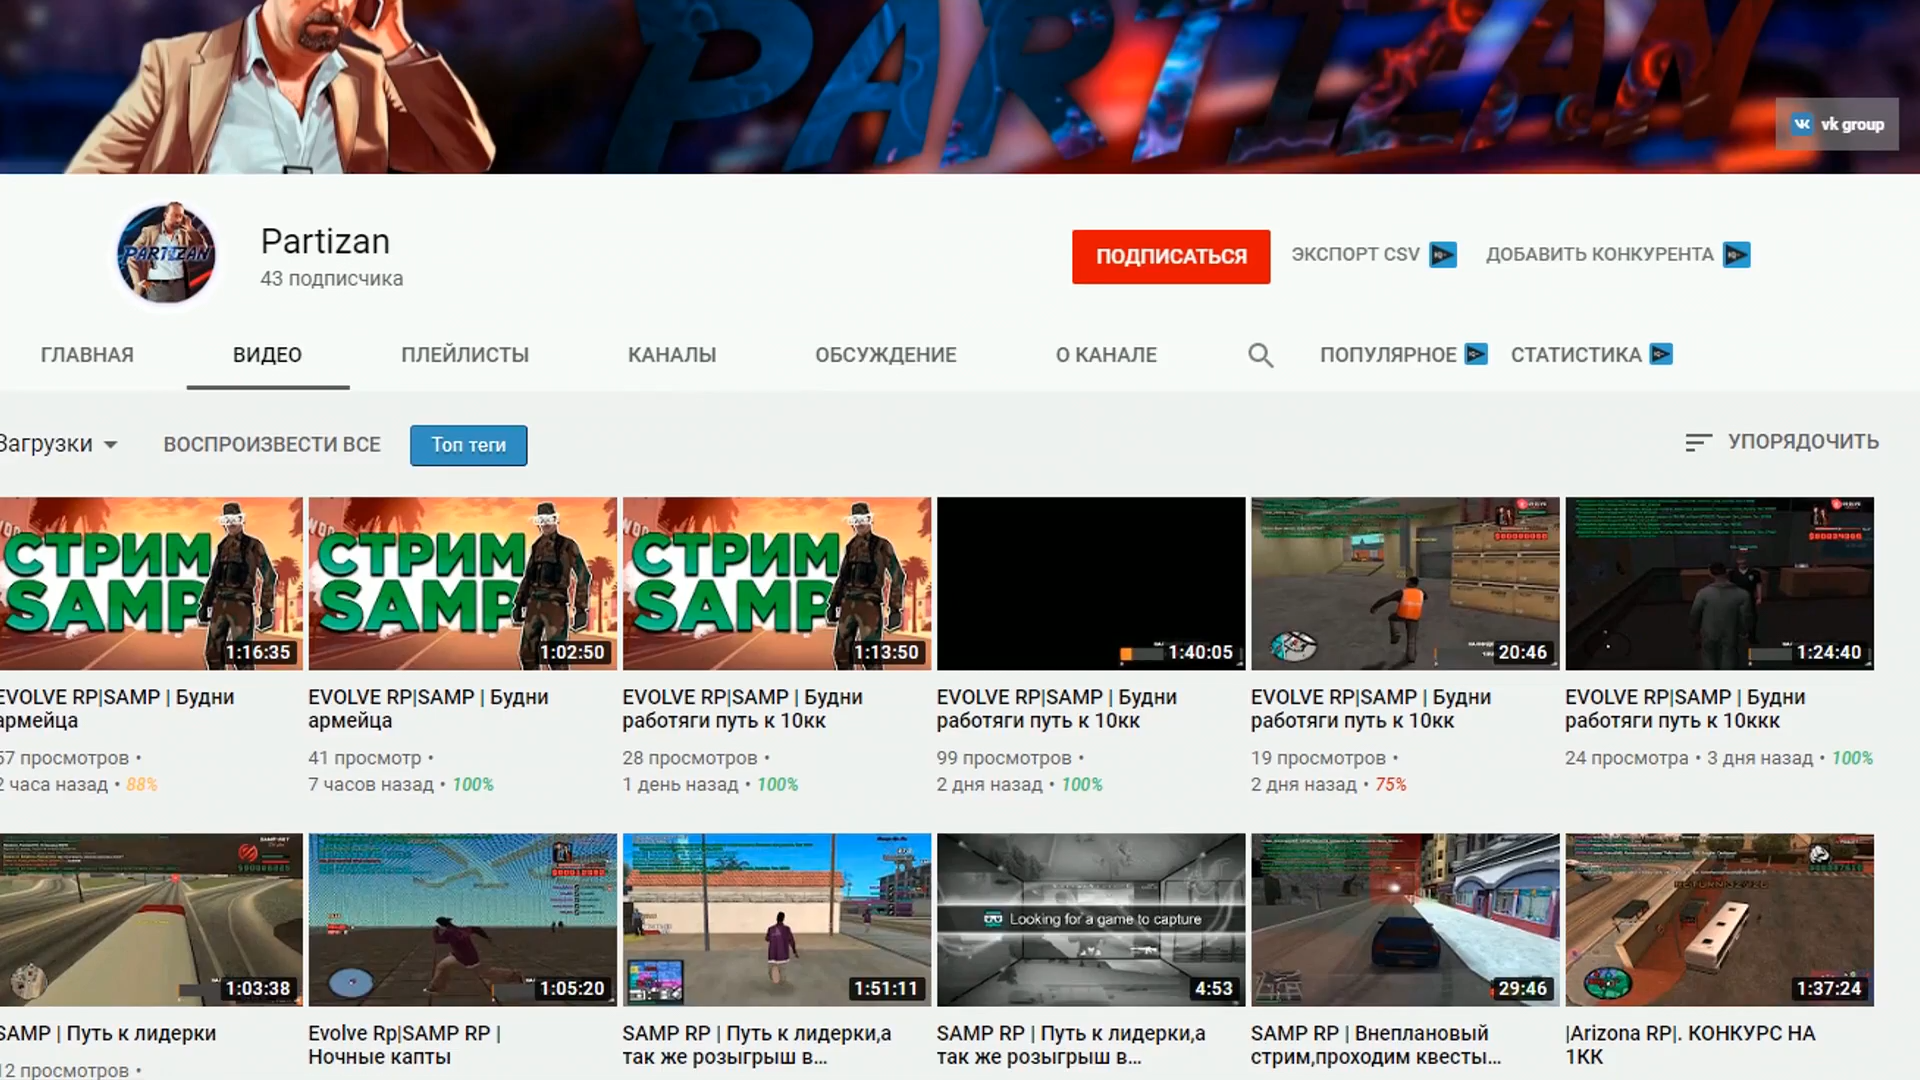 PARTIZAN
vk group
PARTIZAN
Partizan
43 подписчика
ПОДПИСАТЬСЯ
ЭКСПОРТ CSV
ДОБАВИТЬ КОНКУРЕНТА
ГЛАВНАЯ
ВИДЕО
ПЛЕЙЛИСТЫ
КАНАЛЫ
ОБСУЖДЕНИЕ
О КАНАЛЕ
ПОПУЛЯРНОЕ
СТАТИСТИКА
Загрузки
ВОСПРОИЗВЕСТИ ВСЕ
Топ теги
УПОРЯДОЧИТЬ
СТРИМ
SAMP
1:16:35
СТРИМ
SAMP
1:02:50
СТРИМ
SAMP
1:13:50
1:40:05
20:46
1:24:40
EVOLVE RP|SAMP | Будни
армейца
57 просмотров •
2 часа назад • 88%
EVOLVE RP|SAMP | Будни
армейца
41 просмотр •
7 часов назад • 100%
EVOLVE RP|SAMP | Будни
работяги путь к 10кк
28 просмотров •
1 день назад • 100%
EVOLVE RP|SAMP | Будни
работяги путь к 10кк
99 просмотров •
2 дня назад • 100%
EVOLVE RP|SAMP | Будни
работяги путь к 10кк
19 просмотров •
2 дня назад • 75%
EVOLVE RP|SAMP | Будни
работяги путь к 10ккк
24 просмотра • 3 дня назад • 100%
1:03:38
1:05:20
1:51:11
Looking for a game to capture
4:53
29:46
1:37:24
SAMP | Путь к лидерки
12 просмотров •
Evolve Rp|SAMP RP |
Ночные капты
SAMP RP | Путь к лидерки,а
так же розыгрыш в...
SAMP RP | Путь к лидерки,а
так же розыгрыш в...
SAMP RP | Внеплановый
стрим,проходим квесты...
|Arizona RP|. КОНКУРС НА
1КК